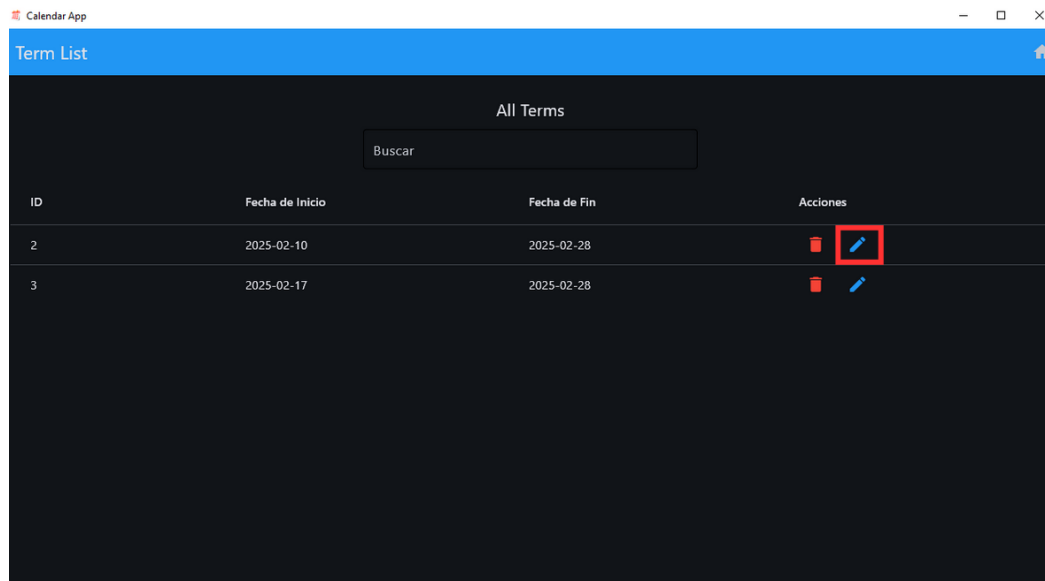 Calendar App
Term List
All Terms
Buscar
ID Fecha de Inicio Fecha de Fin Acciones
2 2025-02-10 2025-02-28
3 2025-02-17 2025-02-28